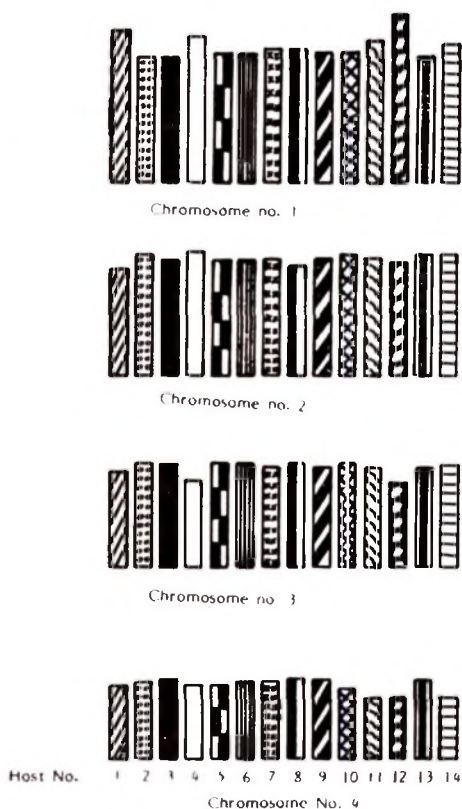 Chromosome no. 1
Chromosome no. 2
Chromosome no 3
Host No. 1 2 3 4 5 6 7 8 9 10 11 12 13 14
Chromosome No. 4